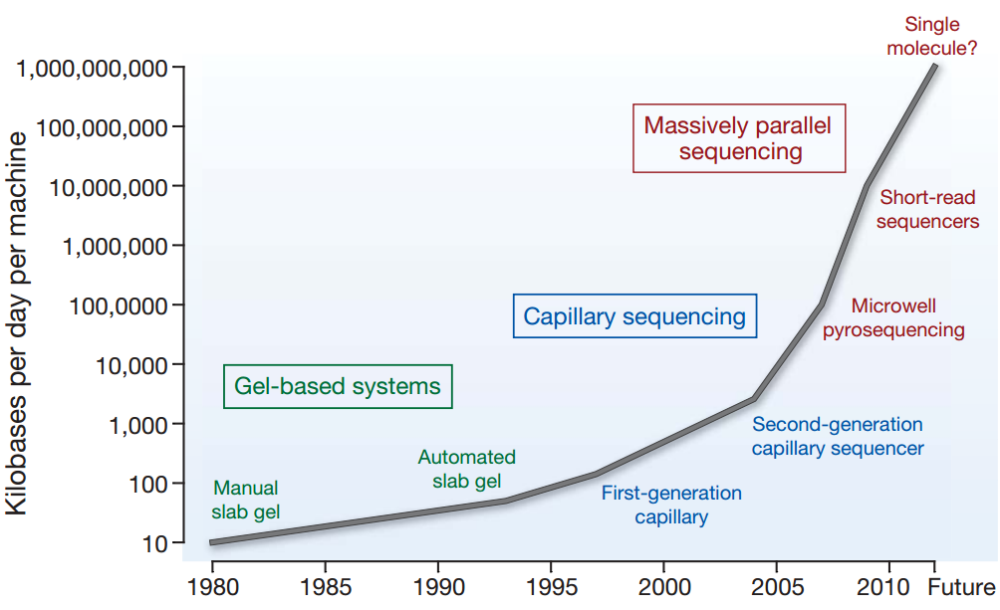 Single
molecule?
1,000,000,000
100,000,000
10,000,000
1,000,000
100,0000
10,000
1,000
100
10
Kilobases per day per machine
Massively parallel
sequencing
Short-read
sequencers
Capillary sequencing
Microwell
pyrosequencing
Gel-based systems
Second-generation
capillary sequencer
Automated
slab gel
Manual
slab gel
First-generation
capillary
1980 1985 1990 1995 2000 2005 2010 Future